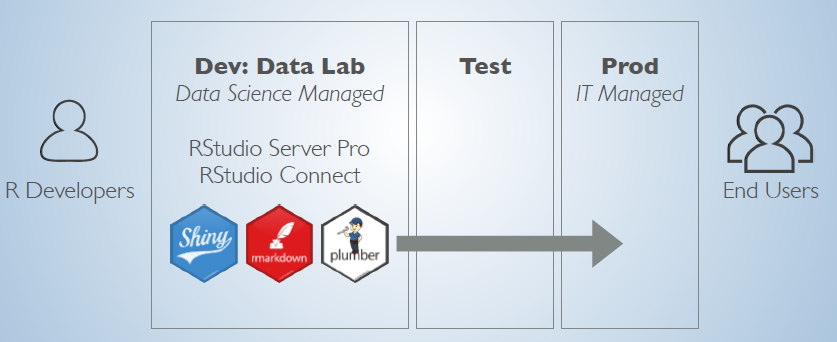 Dev: Data Lab
Data Science Managed
RStudio Server Pro
RStudio Connect
Shiny
rmarkdown
plumber
Test
Prod
IT Managed
R Developers
End Users